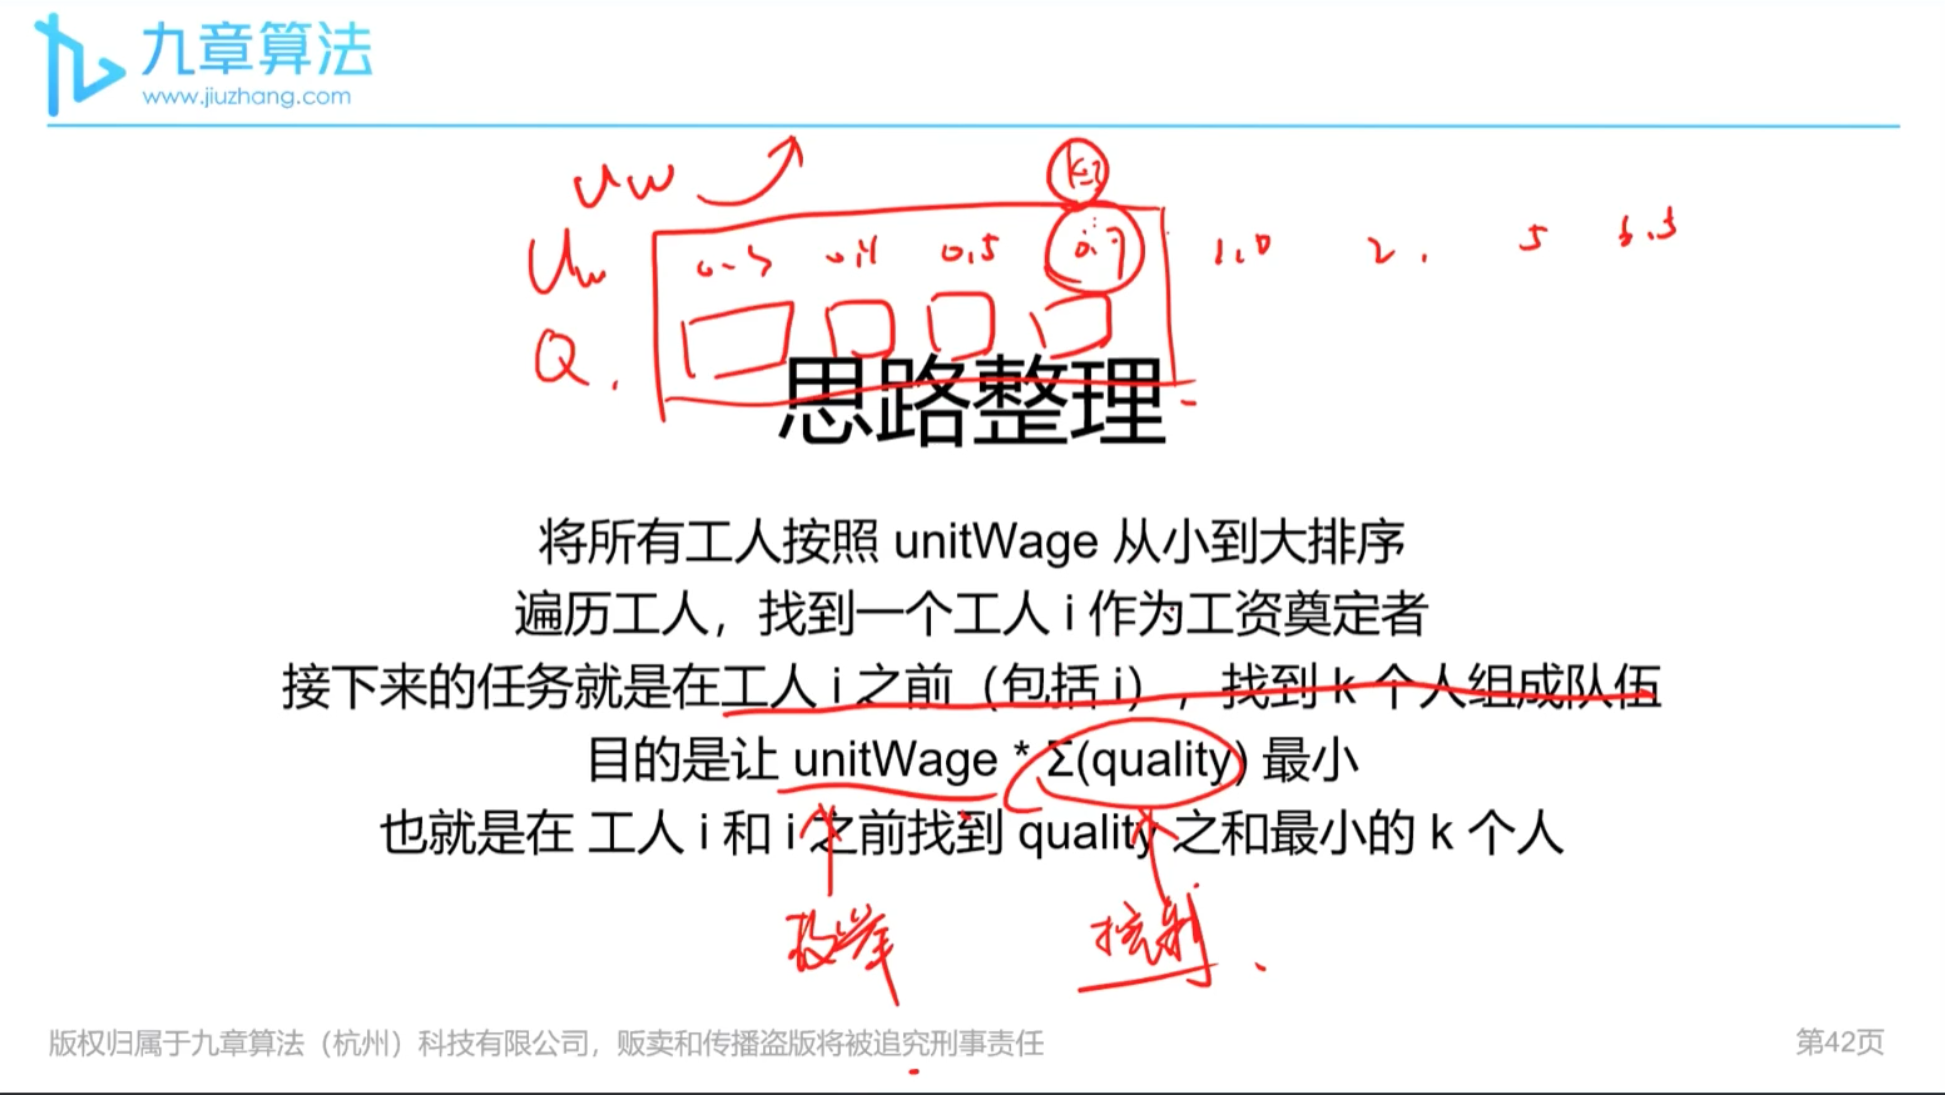 九章算法
www.jiuzhang.com
uw
Uw 0.4 0.5 0.7 1.0 2. 5
Q.
思路整理
将所有工人按照 unitWage 从小到大排序
遍历工人，找到一个工人 i 作为工资奠定者
接下来的任务就是在工人 i 之前（包括 i），找到 k 个人组成队伍
目的是让 unitWage * Σ(quality) 最小
也就是在 工人 i 和 i 之前找到 quality 之和最小的 k 个人
控制
版权归属于九章算法（杭州）科技有限公司，贩卖和传播盗版将被追究刑事责任
第42页